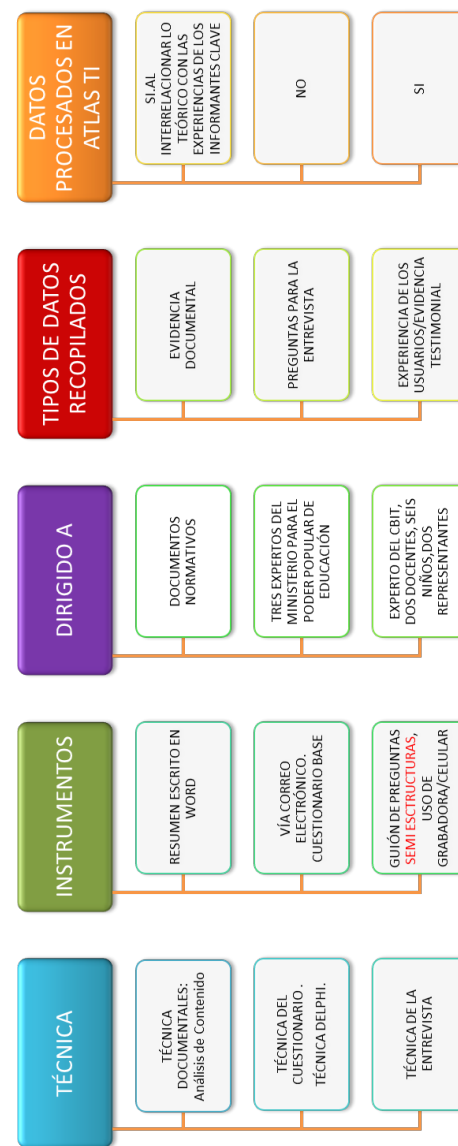 TÉCNICA
TÉCNICA
DOCUMENTALES:
Análisis de Contenido
TÉCNICA DEL
CUESTIONARIO .
TÉCNICA DELPHI.
TÉCNICA DE LA
ENTREVISTA
INSTRUMENTOS
RESUMEN ESCRITO EN
WORD
VÍA CORREO
ELECTRÓNICO.
CUESTIONARIO BASE
GUIÓN DE PREGUNTAS
SEMI ESCTRUCTURAS,
USO DE
GRABADORA/CELULAR
DIRIGIDO A
DOCUMENTOS
NORMATIVOS
TRES EXPERTOS DEL
MINISTERIO PARA EL
PODER POPULAR DE
EDUCACIÓN
EXPERTO DEL CBIT,
DOS DOCENTES, SEIS
NIÑOS,DOS
REPRESENTANTES
TIPOS DE DATOS
RECOPILADOS
EVIDENCIA
DOCUMENTAL
PREGUNTAS PARA LA
ENTREVISTA
EXPERIENCIA DE LOS
USUARIOS/EVIDENCIA
TESTIMONIAL
DATOS
PROCESADOS EN
ATLAS TI
SI.AL
INTERRELACIONAR LO
TEÓRICO CON LAS
EXPERIENCIAS DE LOS
INFORMANTES CLAVE
NO
SI